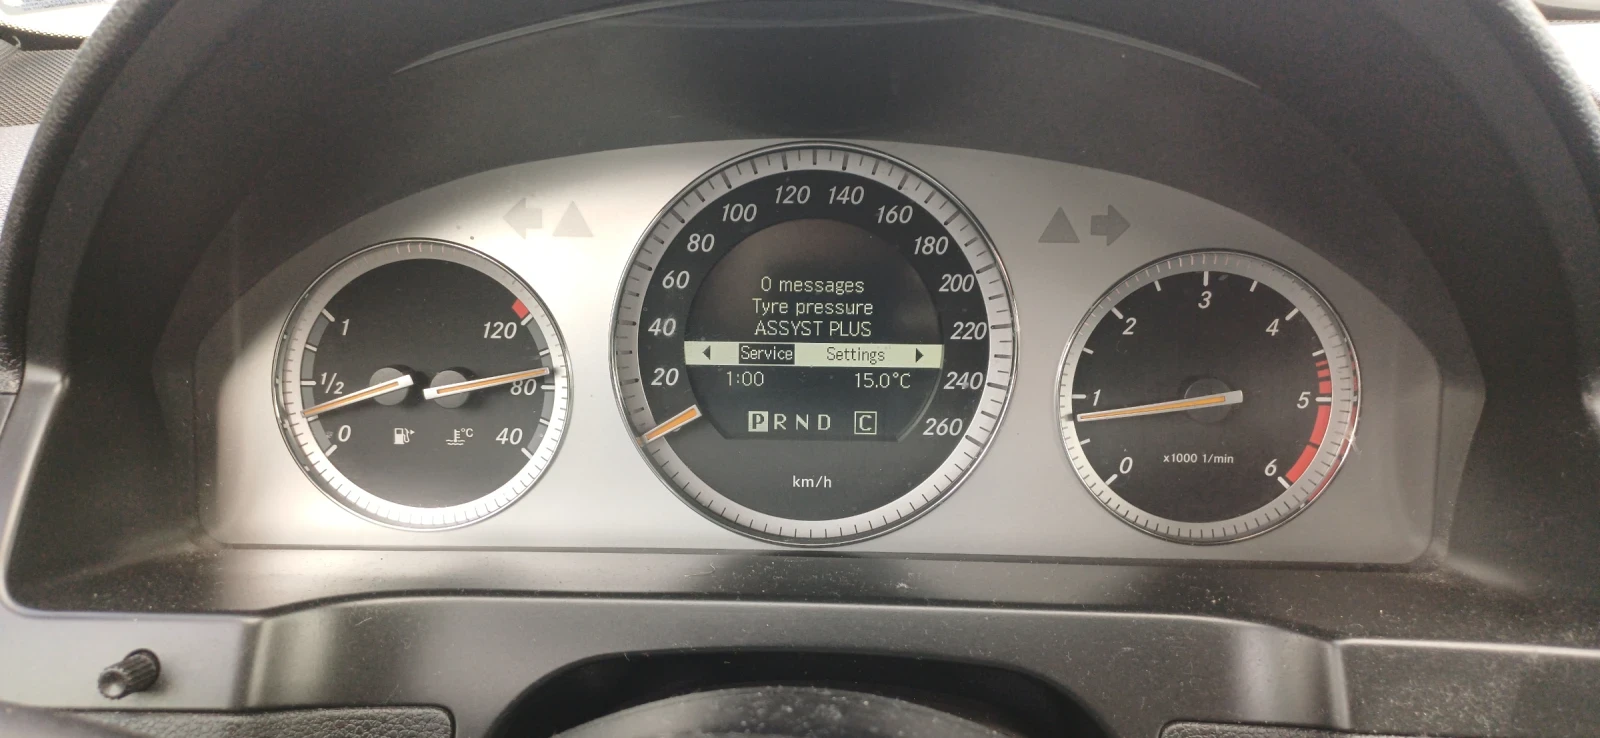 1
1/2
0
120
80
40
°C
20
40
60
80
100
120
140
160
180
200
220
240
260
0 messages
Tyre pressure
ASSYST PLUS
Service Settings
1:00 15.0°C
P R N D C
km/h
0
1
2
3
4
5
6
x1000 1/min